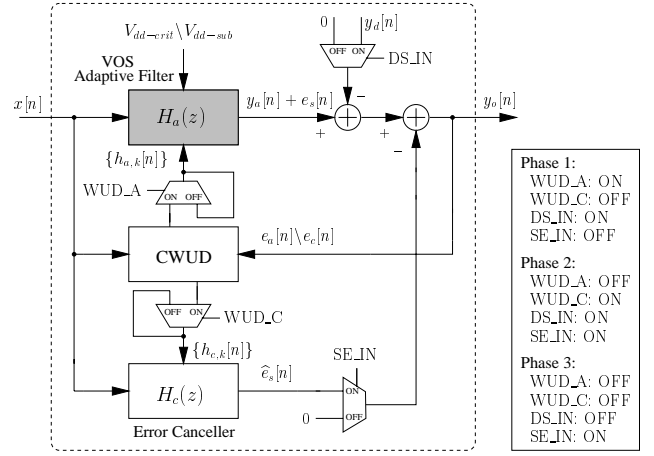 0 y_d[n]
V_{dd-crit}\V_{dd-sub}
OFF ON
DS_IN
VOS
Adaptive Filter
x[n]
H_a(z)
y_a[n] + e_s[n]
−
+
+
−
y_o[n]
{h_{a,k}[n]}
WUD_A
ON OFF
CWUD
e_a[n]\e_c[n]
OFF ON
WUD_C
{h_{c,k}[n]}
H_c(z)
ê_s[n]
SE_IN
ON
OFF
0
Error Canceller
Phase 1:
WUD_A: ON
WUD_C: OFF
DS_IN: ON
SE_IN: OFF
Phase 2:
WUD_A: OFF
WUD_C: ON
DS_IN: ON
SE_IN: ON
Phase 3:
WUD_A: OFF
WUD_C: OFF
DS_IN: OFF
SE_IN: ON